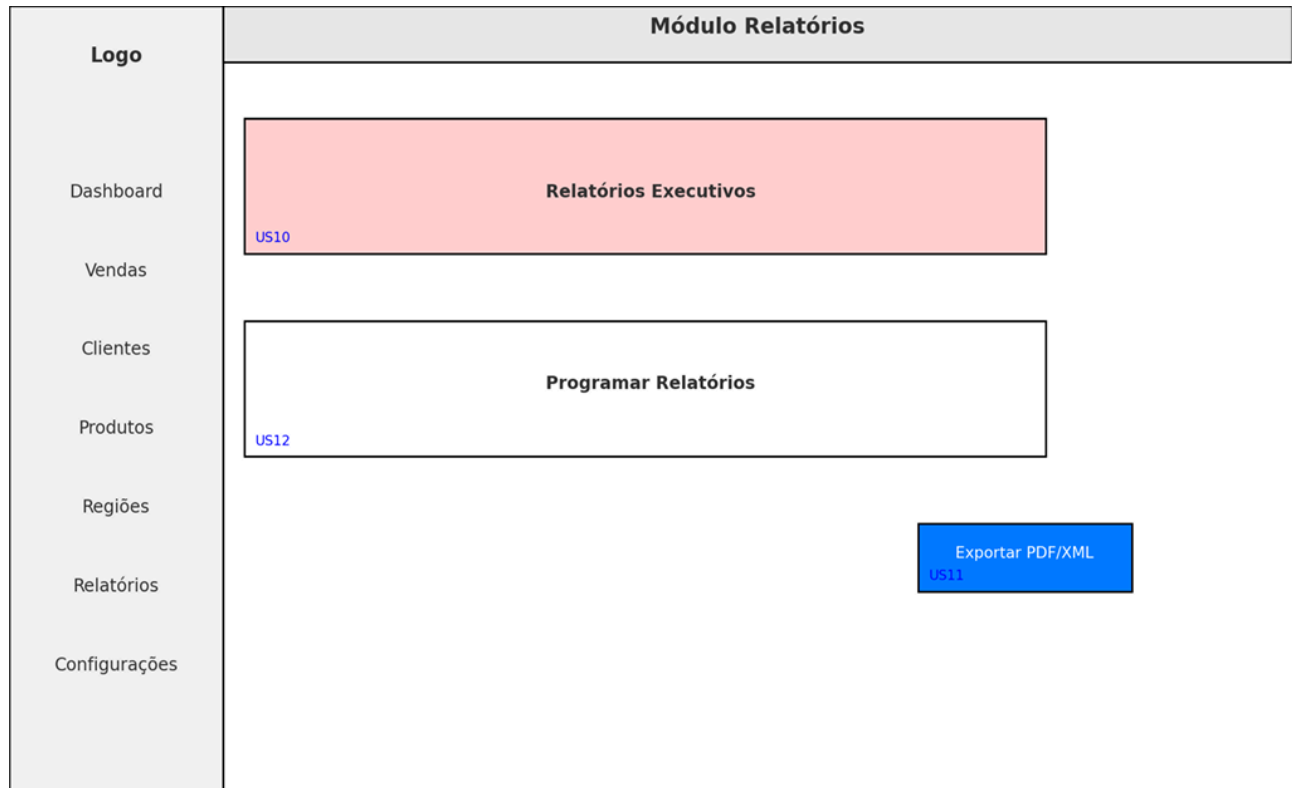 Logo
Dashboard
Vendas
Clientes
Produtos
Regiões
Relatórios
Configurações
Módulo Relatórios
Relatórios Executivos
US10
Programar Relatórios
US12
Exportar PDF/XML
US11